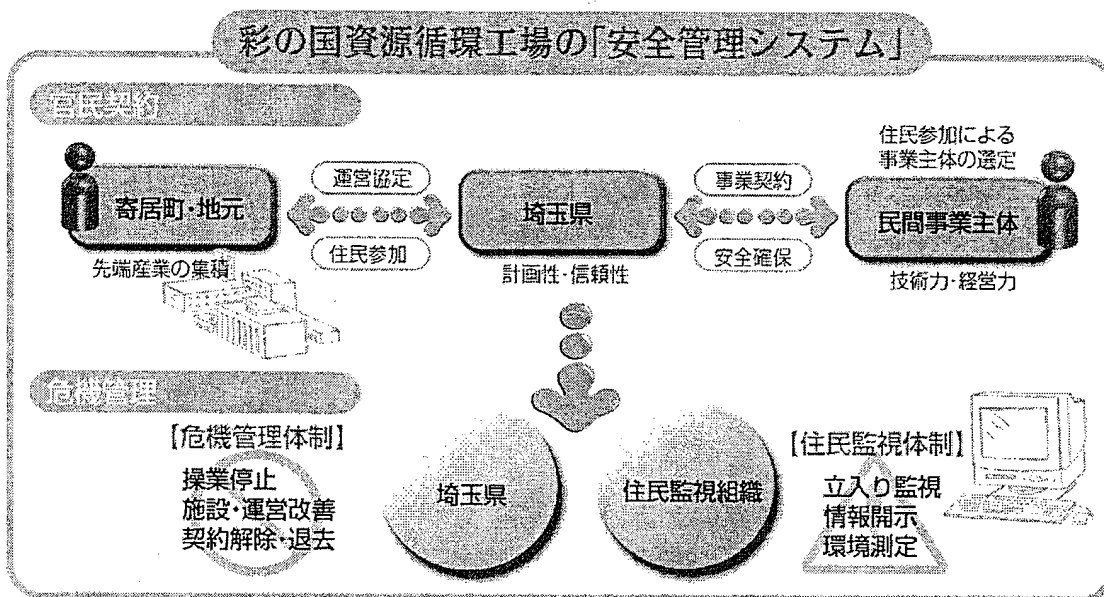 彩の国資源循環工場の「安全管理システム」
官民契約
寄居町・地元
先端産業の集積
運営協定
住民参加
埼玉県
計画性・信頼性
事業契約
安全確保
住民参加による
事業主体の選定
民間事業主体
技術力・経営力
危機管理
【危機管理体制】
操業停止
施設・運営改善
契約解除・退去
埼玉県
住民監視組織
【住民監視体制】
立入り監視
情報開示
環境測定